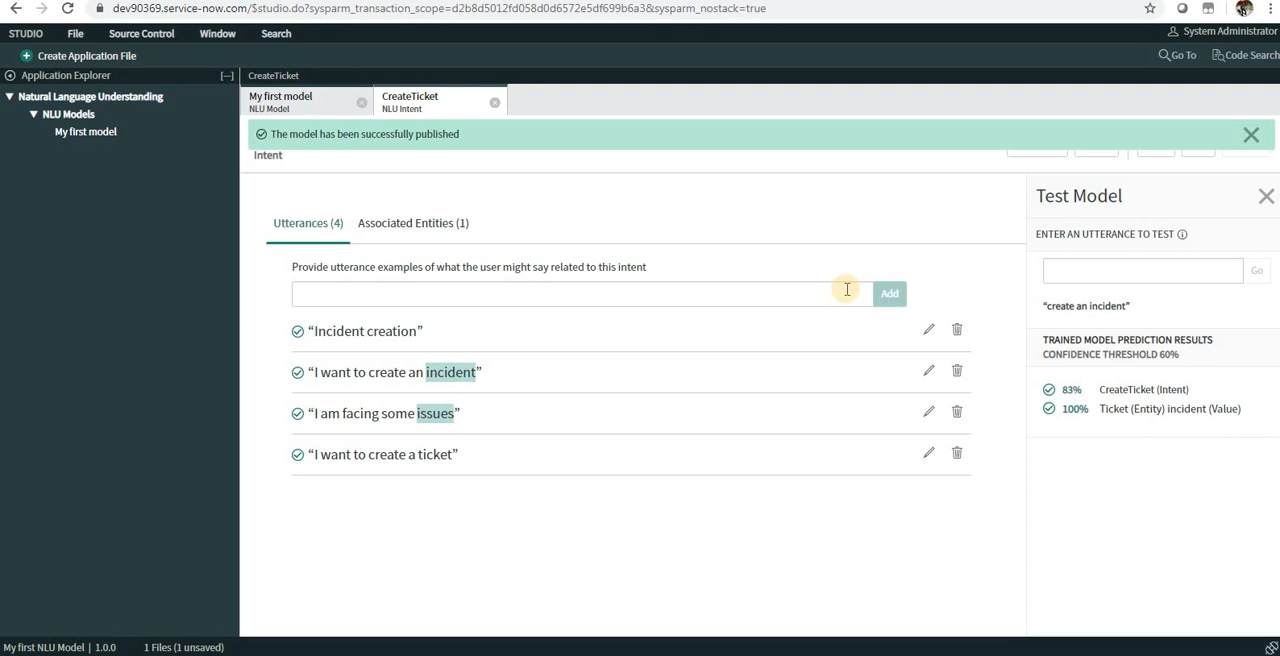 dev90369.service-now.com/$studio.do?sysparm_transaction_scope=d2b8d5012fd058d0d6572e5df699b6a3&sysparm_nostack=true
STUDIO File Source Control Window Search System Administrator
Create Application File Go To Code Search
Application Explorer CreateTicket
Natural Language Understanding
NLU Models
My first model
My first model
NLU Model
CreateTicket
NLU Intent
The model has been successfully published
Intent
Utterances (4) Associated Entities (1)
Provide utterance examples of what the user might say related to this intent
Add
“Incident creation”
“I want to create an incident”
“I am facing some issues”
“I want to create a ticket”
Test Model
ENTER AN UTTERANCE TO TEST
Go
“create an incident”
TRAINED MODEL PREDICTION RESULTS
CONFIDENCE THRESHOLD 60%
83% CreateTicket (Intent)
100% Ticket (Entity) incident (Value)
My first NLU Model | 1.0.0 1 Files (1 unsaved)